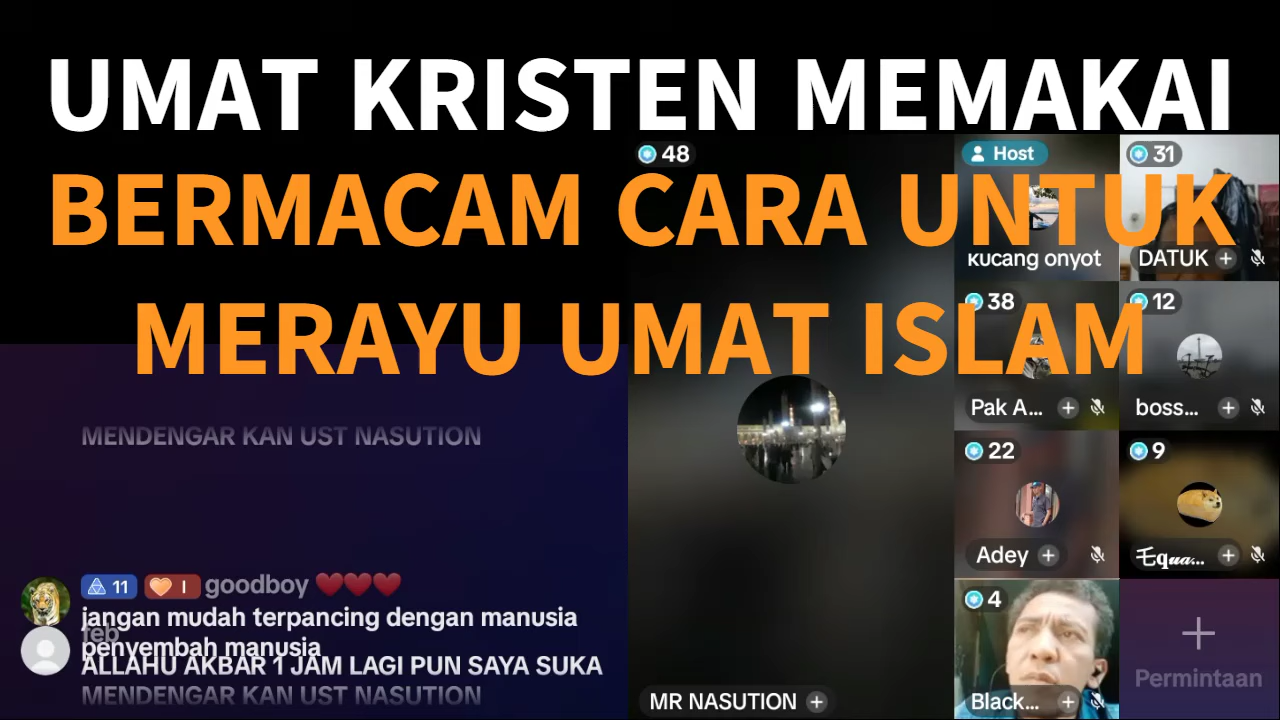 UMAT KRISTEN MEMAKAI
BERMACAM CARA UNTUK
MERAYU UMAT ISLAM
48
Host
31
kucang onyot
DATUK
38
12
Pak A...
boss...
MENDENGAR KAN UST NASUTION
22
9
Adey
Equa...
11 I goodboy ❤❤❤
jangan mudah terpancing dengan manusia
penyembah manusia
feb
ALLAHU AKBAR 1 JAM LAGI PUN SAYA SUKA
MENDENGAR KAN UST NASUTION
4
MR NASUTION
Black...
Permintaan